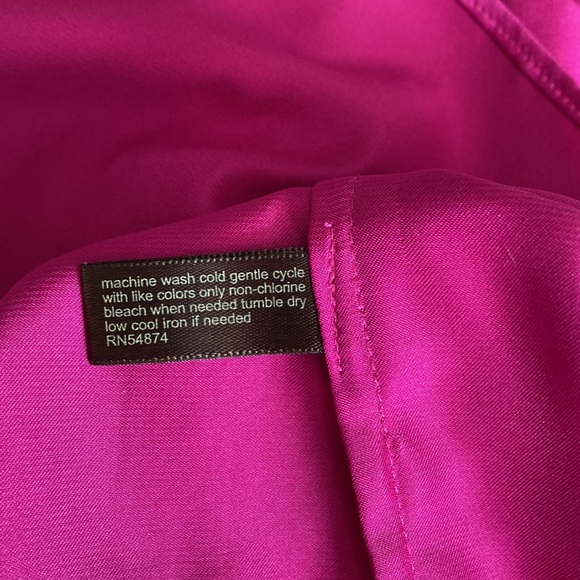 machine wash cold gentle cycle
with like colors only non-chlorine
bleach when needed tumble dry
low cool iron if needed
RN54874